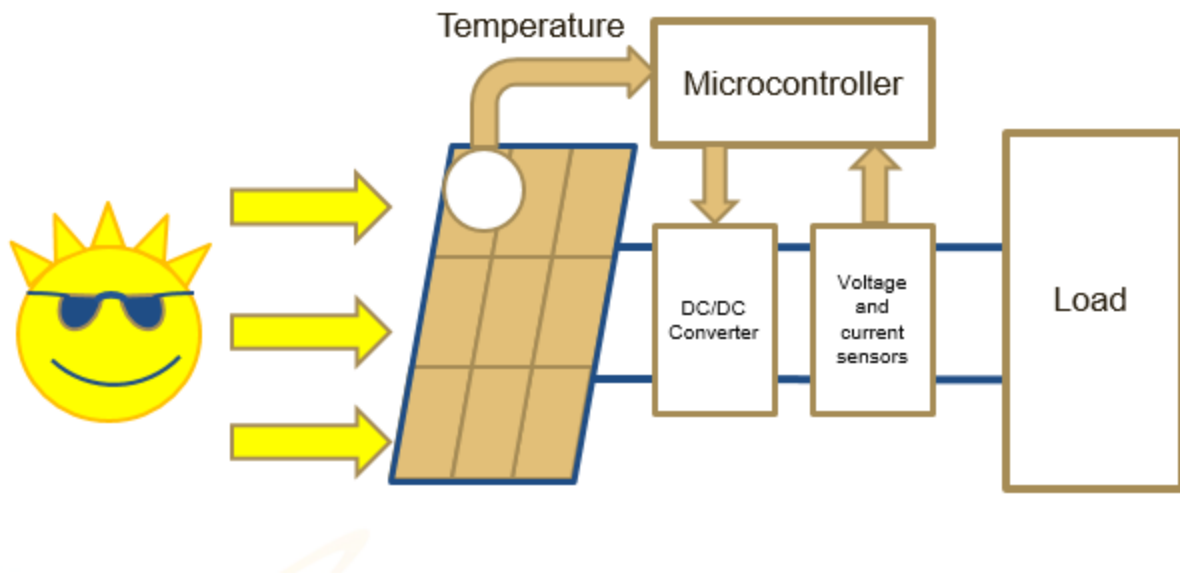 Temperature
Microcontroller
DC/DC
Converter
Voltage
and
current
sensors
Load